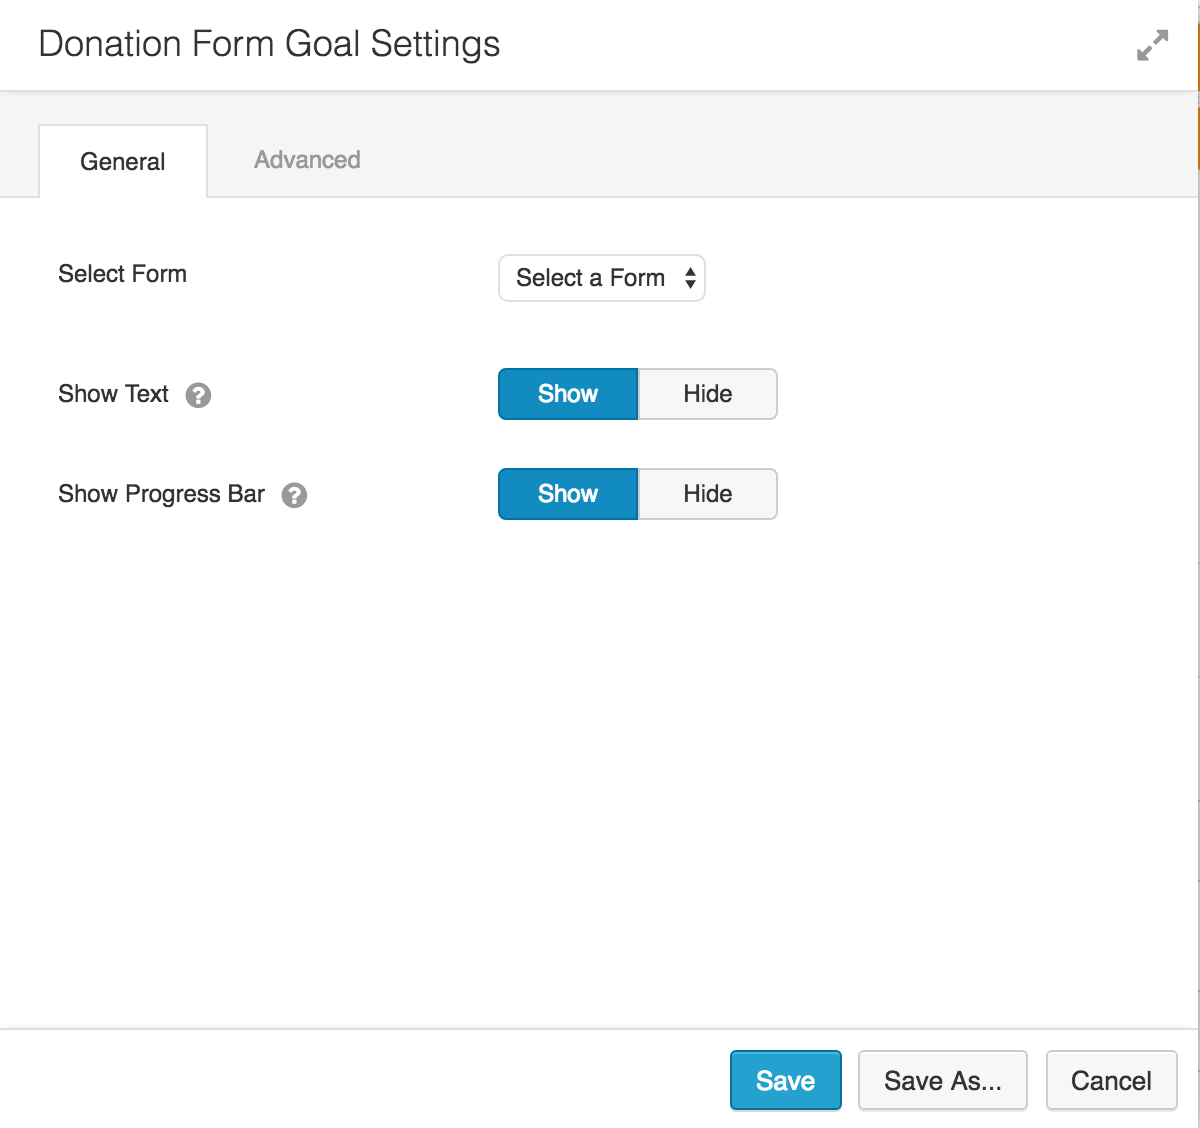 Donation Form Goal Settings
General
Advanced
Select Form
Select a Form
Show Text ?
Show
Hide
Show Progress Bar ?
Show
Hide
Save
Save As...
Cancel